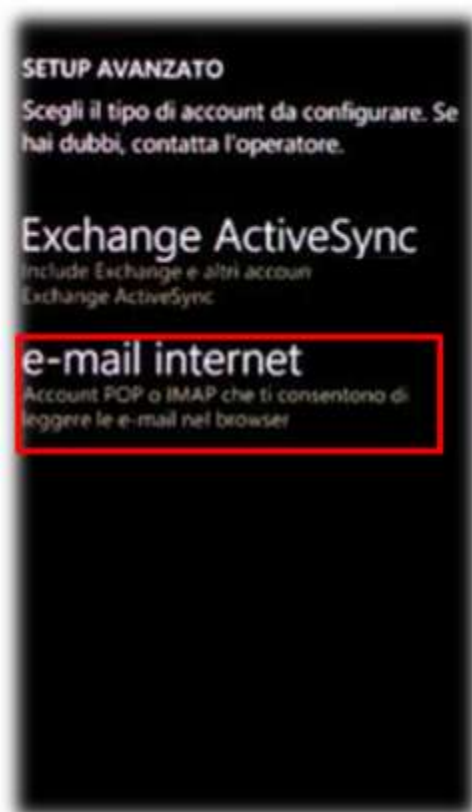 SETUP AVANZATO
Scegli il tipo di account da configurare. Se
hai dubbi, contatta l'operatore.
Exchange ActiveSync
Include Exchange e altri accoun
Exchange ActiveSync
e-mail internet
Account POP o IMAP che ti consentono di
leggere le e-mail nel browser